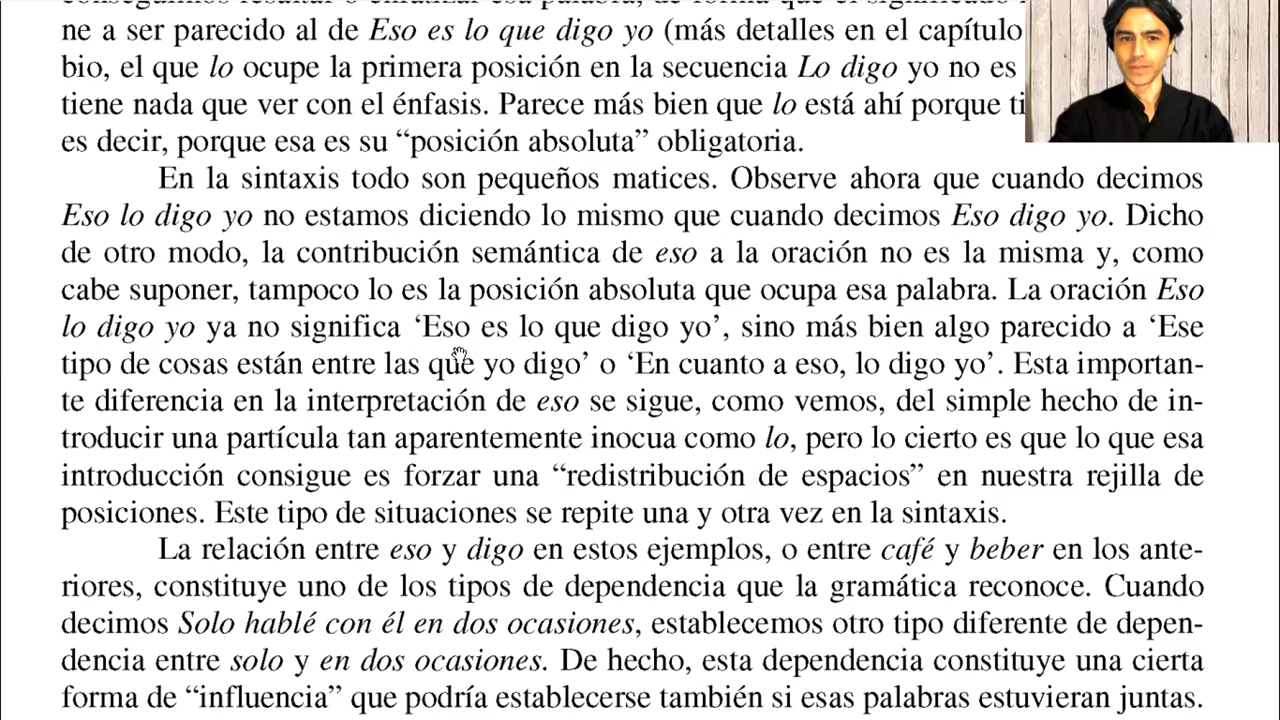 ne a ser parecido al de Eso es lo que digo yo (más detalles en el capítulo
bio, el que lo ocupe la primera posición en la secuencia Lo digo yo no es
tiene nada que ver con el énfasis. Parece más bien que lo está ahí porque ti
es decir, porque esa es su “posición absoluta” obligatoria.
En la sintaxis todo son pequeños matices. Observe ahora que cuando decimos
Eso lo digo yo no estamos diciendo lo mismo que cuando decimos Eso digo yo. Dicho
de otro modo, la contribución semántica de eso a la oración no es la misma y, como
cabe suponer, tampoco lo es la posición absoluta que ocupa esa palabra. La oración Eso
lo digo yo ya no significa ‘Eso es lo que digo yo’, sino más bien algo parecido a ‘Ese
tipo de cosas están entre las que yo digo’ o ‘En cuanto a eso, lo digo yo’. Esta importan-
te diferencia en la interpretación de eso se sigue, como vemos, del simple hecho de in-
troducir una partícula tan aparentemente inocua como lo, pero lo cierto es que lo que esa
introducción consigue es forzar una “redistribución de espacios” en nuestra rejilla de
posiciones. Este tipo de situaciones se repite una y otra vez en la sintaxis.
La relación entre eso y digo en estos ejemplos, o entre café y beber en los ante-
riores, constituye uno de los tipos de dependencia que la gramática reconoce. Cuando
decimos Solo hablé con él en dos ocasiones, establecemos otro tipo diferente de depen-
dencia entre solo y en dos ocasiones. De hecho, esta dependencia constituye una cierta
forma de “influencia” que podría establecerse también si esas palabras estuvieran juntas.